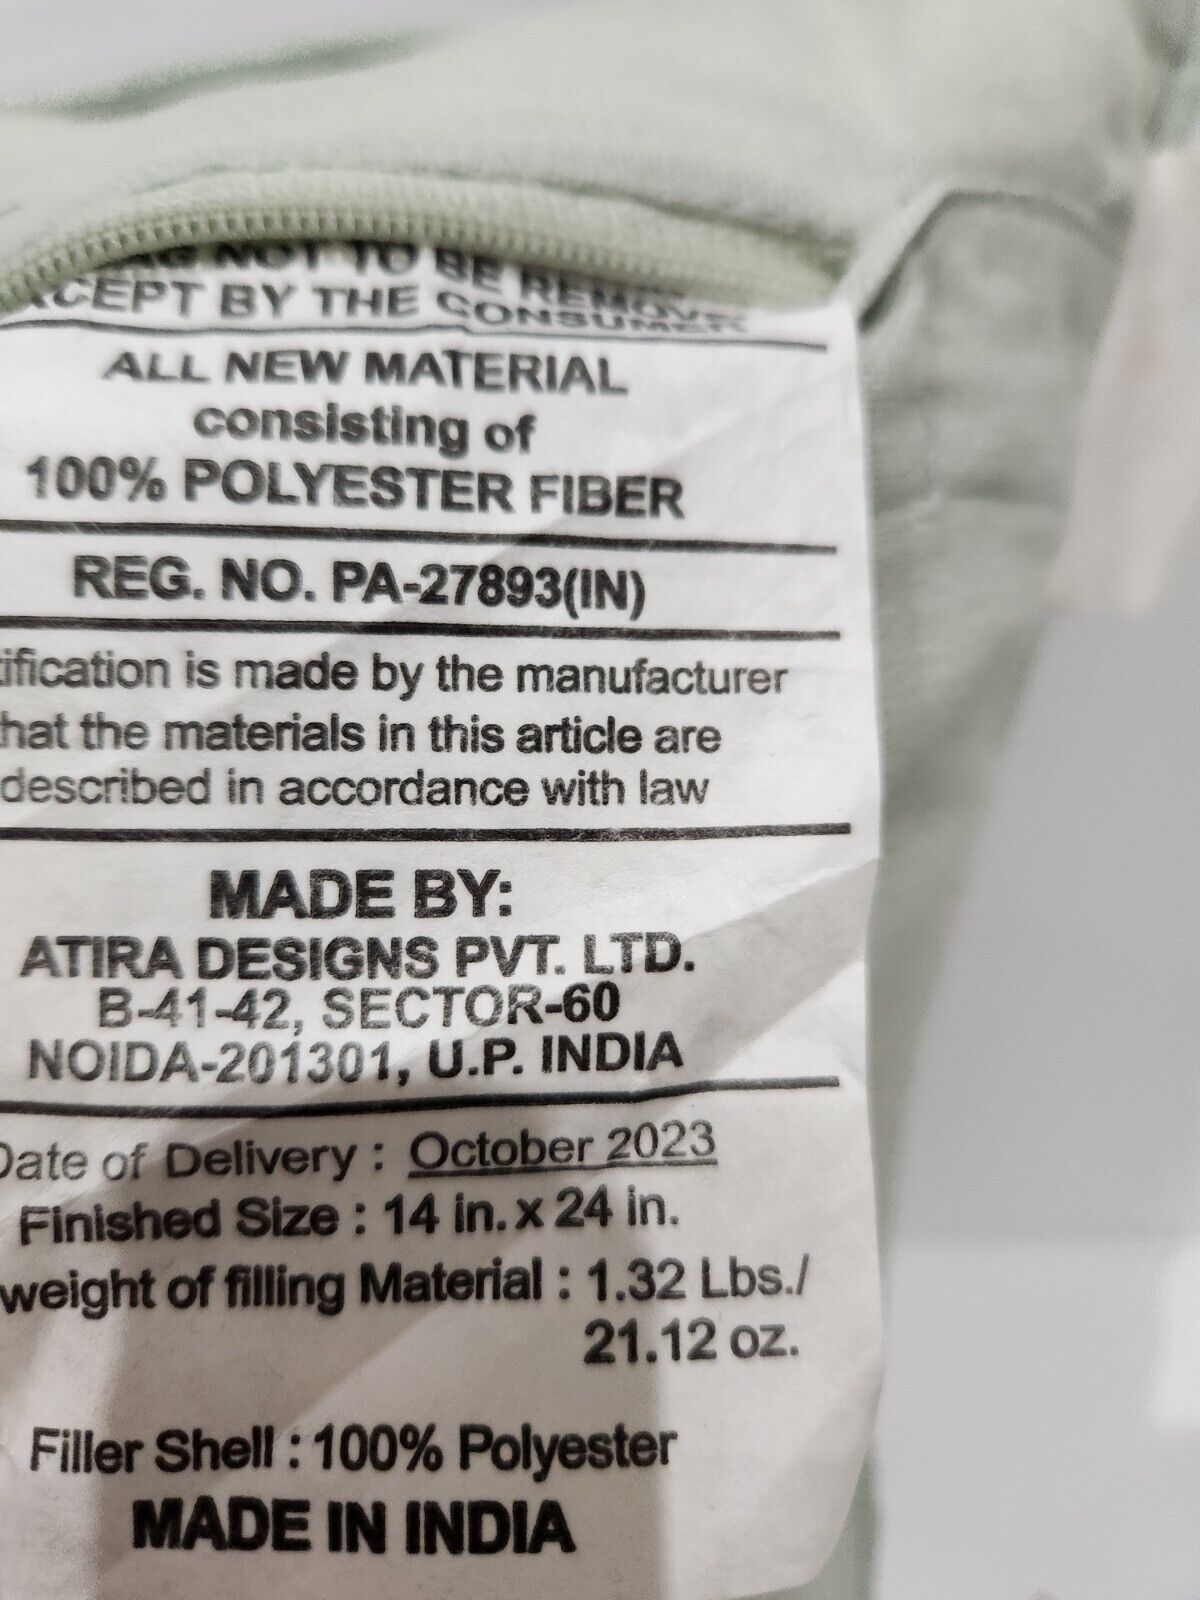 NOT TO BE
BY THE CONSUMER
ALL NEW MATERIAL
consisting of
100% POLYESTER FIBER
REG. NO. PA-27893(IN)
tification is made by the manufacturer
hat the materials in this article are
described in accordance with law
MADE BY:
ATIRA DESIGNS PVT. LTD.
B-41-42, SECTOR-60
NOIDA-201301, U.P. INDIA
Date of Delivery : October 2023
Finished Size : 14 in. x 24 in.
weight of filling Material : 1.32 Lbs./
21.12 oz.
Filler Shell : 100% Polyester
MADE IN INDIA